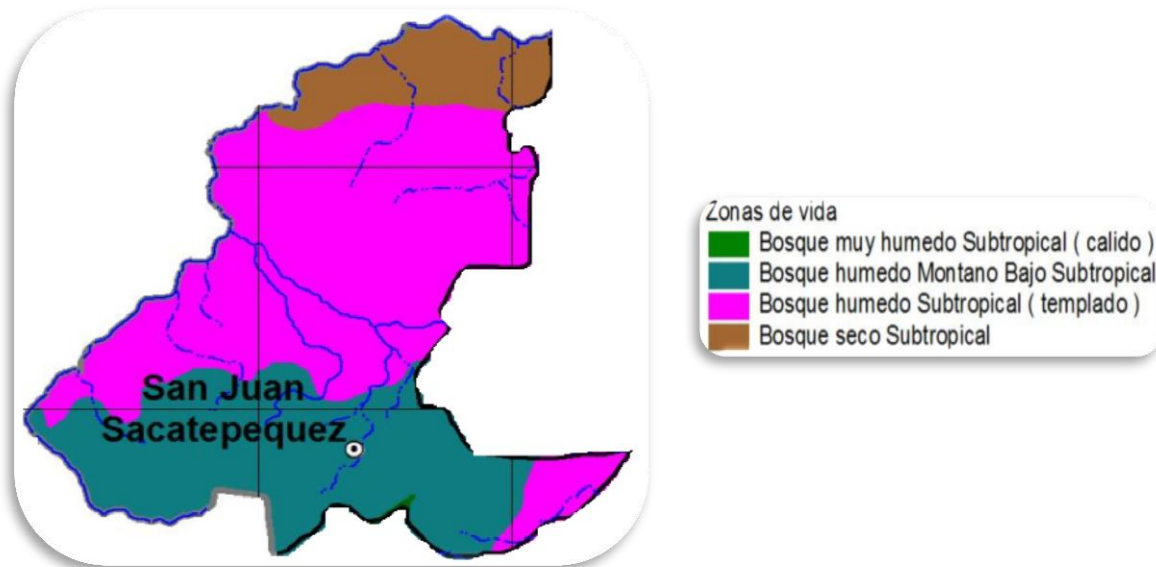 San Juan
Sacatepequez
Zonas de vida
Bosque muy humedo Subtropical ( calido )
Bosque humedo Montano Bajo Subtropical
Bosque humedo Subtropical ( templado )
Bosque seco Subtropical